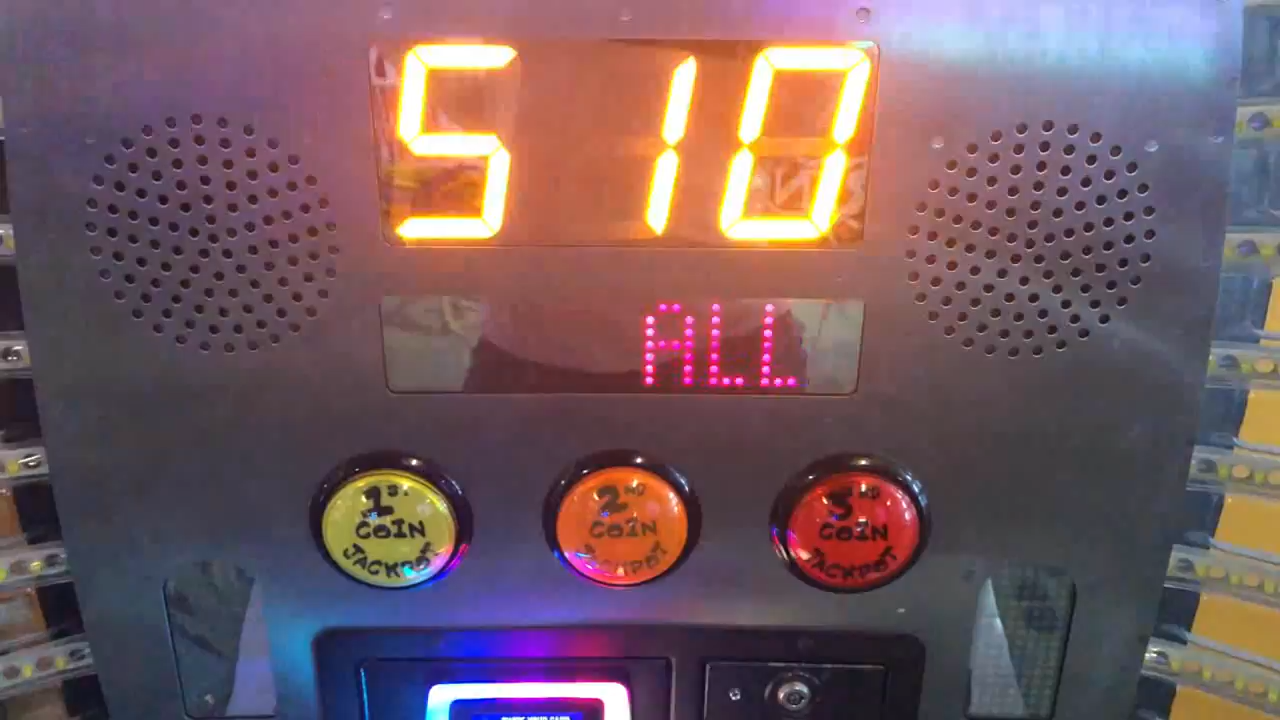 510
ALL
1ST COIN JACKPOT
2ND COIN JACKPOT
3RD COIN JACKPOT